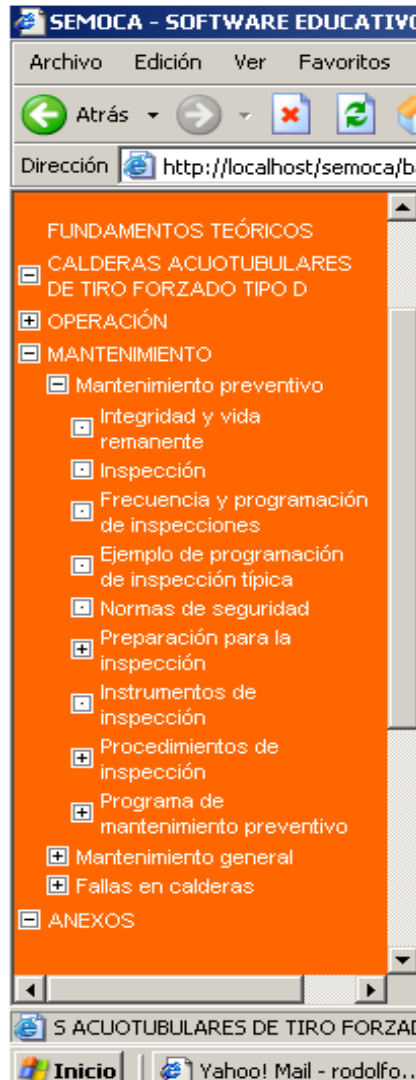 SEMOCA - SOFTWARE EDUCATIVO
Archivo Edición Ver Favoritos
Atrás
Dirección http://localhost/semoca/b
FUNDAMENTOS TEÓRICOS
CALDERAS ACUOTUBULARES
DE TIRO FORZADO TIPO D
OPERACIÓN
MANTENIMIENTO
Mantenimiento preventivo
Integridad y vida
remanente
Inspección
Frecuencia y programación
de inspecciones
Ejemplo de programación
de inspección típica
Normas de seguridad
Preparación para la
inspección
Instrumentos de
inspección
Procedimientos de
inspección
Programa de
mantenimiento preventivo
Mantenimiento general
Fallas en calderas
ANEXOS
S ACUOTUBULARES DE TIRO FORZAD
Inicio Yahoo! Mail - rodolfo...